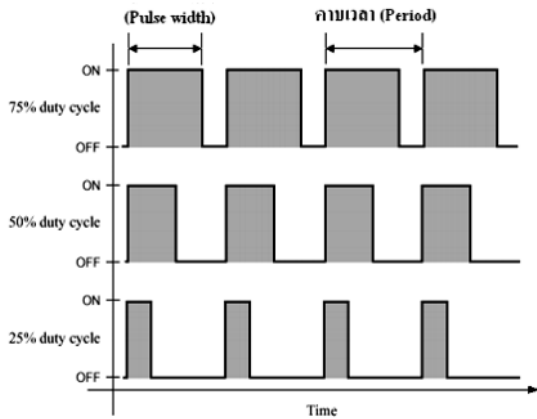 (Pulse width)
คาบเวลา (Period)
ON
75% duty cycle
OFF
ON
50% duty cycle
OFF
ON
25% duty cycle
OFF
Time